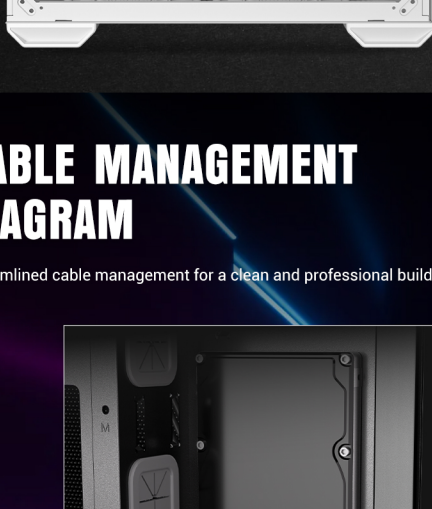 ABLE MANAGEMENT
AGRAM
mlined cable management for a clean and professional build
M